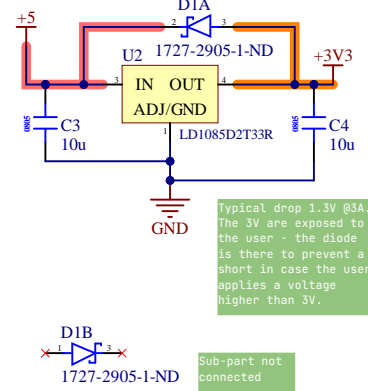 D1A
+5
2
3
1727-2905-1-ND
U2
+3V3
3
IN
OUT
4
ADJ/GND
0805
C3
10u
1
LD1085D2T33R
0805
C4
10u
GND
Typical drop 1.3V @3A.
The 3V are exposed to
the user - the diode
is there to prevent a
short in case the user
applies a voltage
higher than 3V.
D1B
1
3
1727-2905-1-ND
Sub-part not
connected